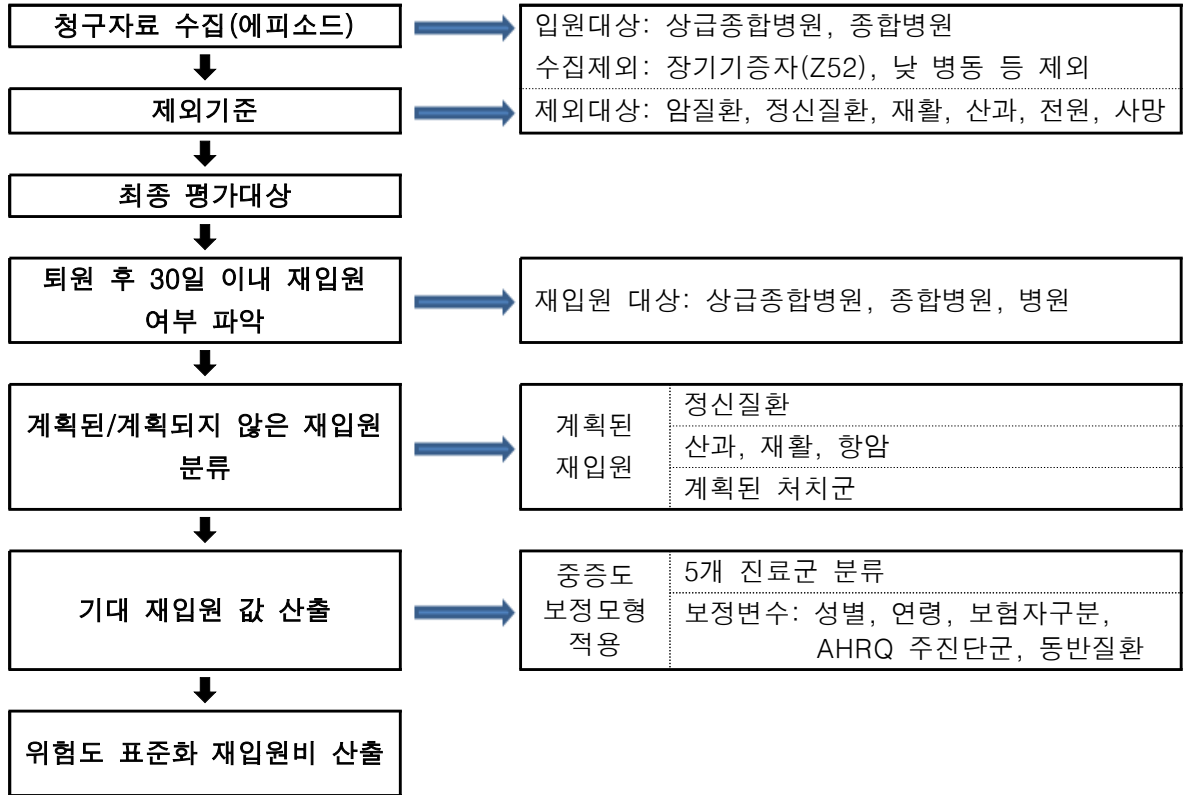 청구자료 수집(에피소드)
입원대상: 상급종합병원, 종합병원
수집제외: 장기기증자(Z52), 낮 병동 등 제외
제외기준
제외대상: 암질환, 정신질환, 재활, 산과, 전원, 사망
최종 평가대상
퇴원 후 30일 이내 재입원
여부 파악
재입원 대상: 상급종합병원, 종합병원, 병원
계획된/계획되지 않은 재입원
분류
계획된
재입원
정신질환
산과, 재활, 항암
계획된 처치군
기대 재입원 값 산출
중증도
보정모형
적용
5개 진료군 분류
보정변수: 성별, 연령, 보험자구분,
AHRQ 주진단군, 동반질환
위험도 표준화 재입원비 산출